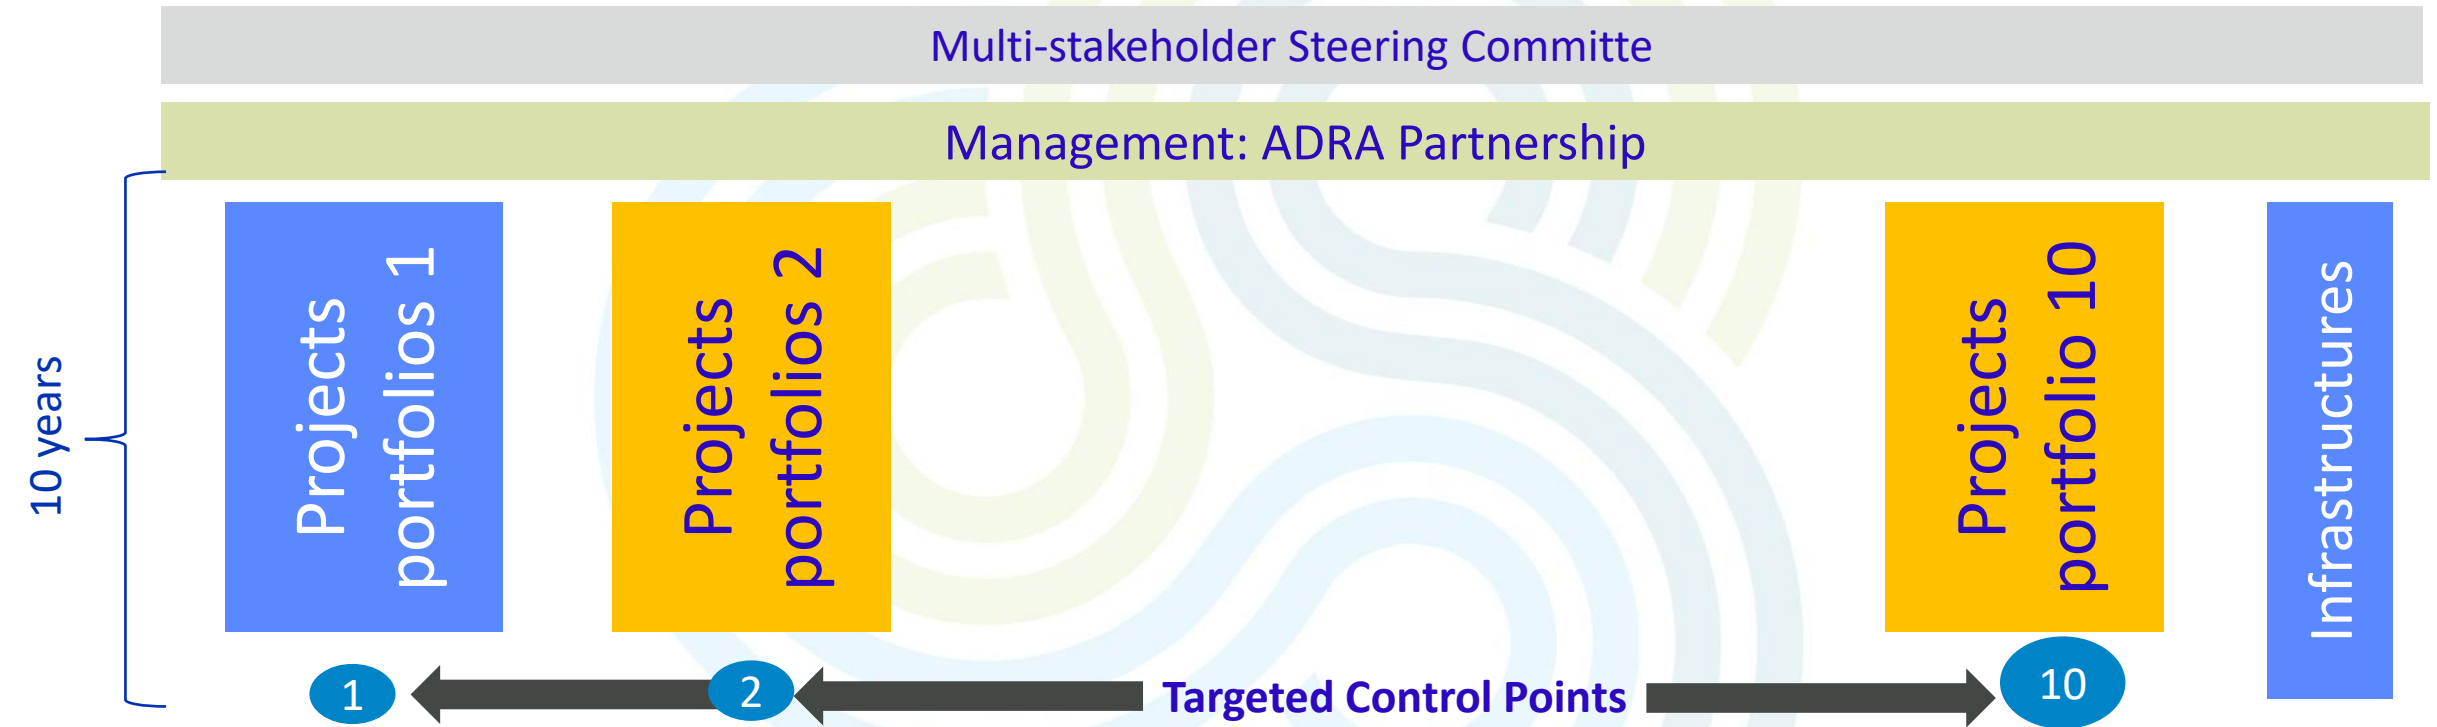 Multi-stakeholder Steering Committe
Management: ADRA Partnership
10 years
Projects
portfolios 1
Projects
portfolios 2
Projects
portfolio 10
Infrastructures
1
2
Targeted Control Points
10